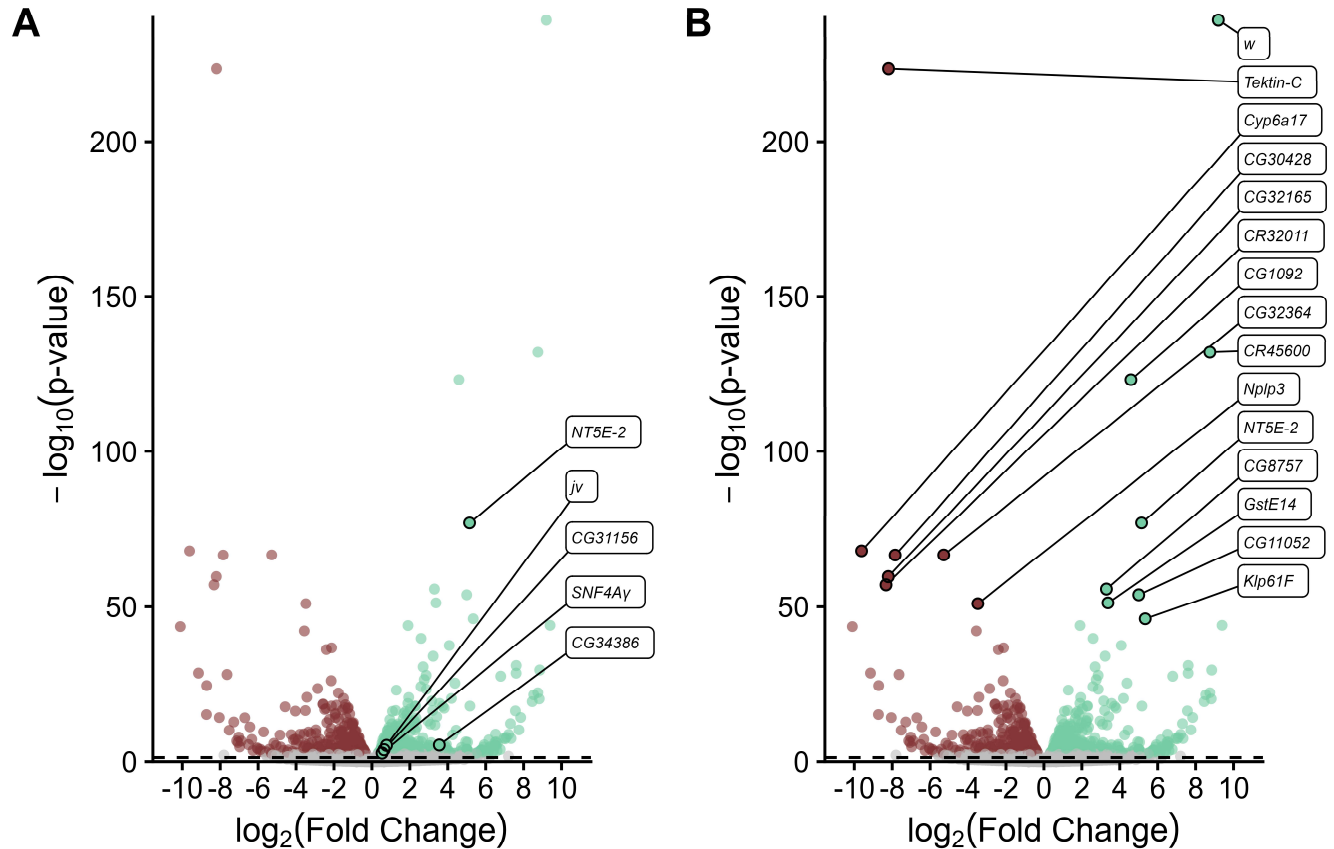 A
− log10(p-value)
200
150
100
50
0
NT5E-2
jv
CG31156
SNF4Aγ
CG34386
-10 -8 -6 -4 -2 0 2 4 6 8 10
log2(Fold Change)
B
− log10(p-value)
200
150
100
50
0
w
Tektin-C
Cyp6a17
CG30428
CG32165
CR32011
CG1092
CG32364
CR45600
Nplp3
NT5E-2
CG8757
GstE14
CG11052
Klp61F
-10 -8 -6 -4 -2 0 2 4 6 8 10
log2(Fold Change)